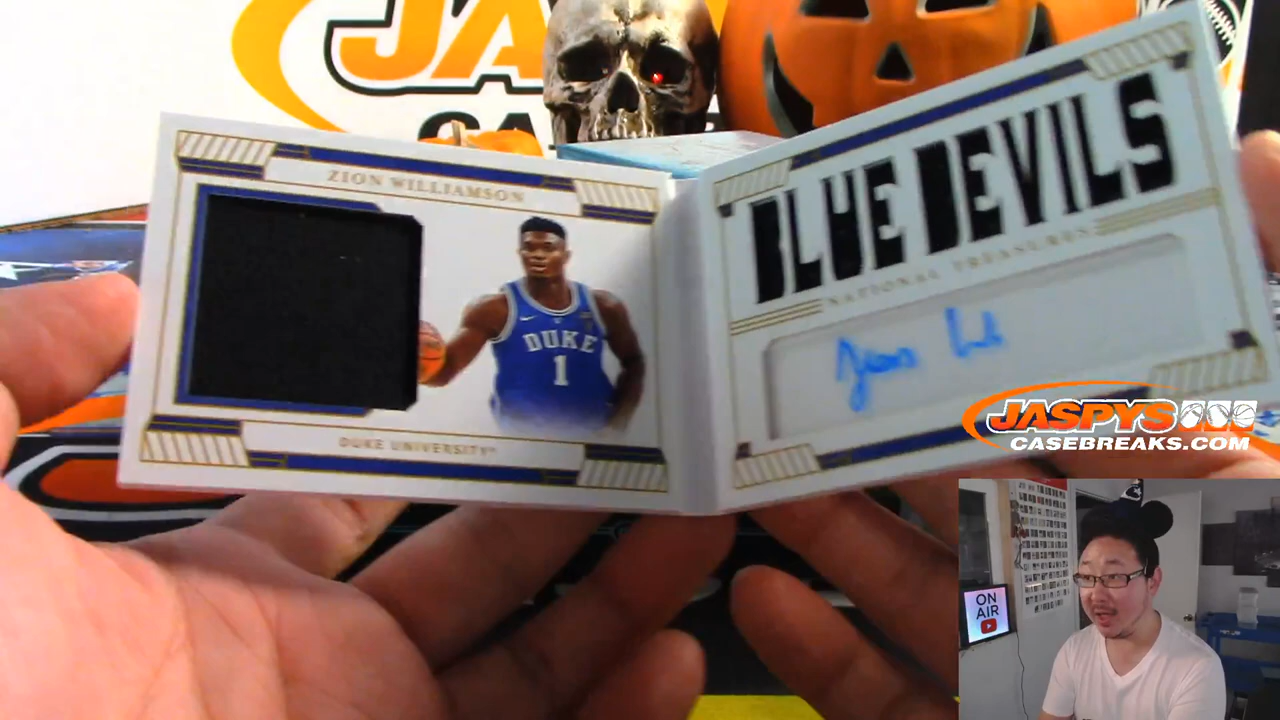 ZION WILLIAMSON
DUKE
1
DUKE UNIVERSITY
BLUE DEVILS
NATIONAL TREASURES
JASPYS
CASEBREAKS.COM
ON
AIR